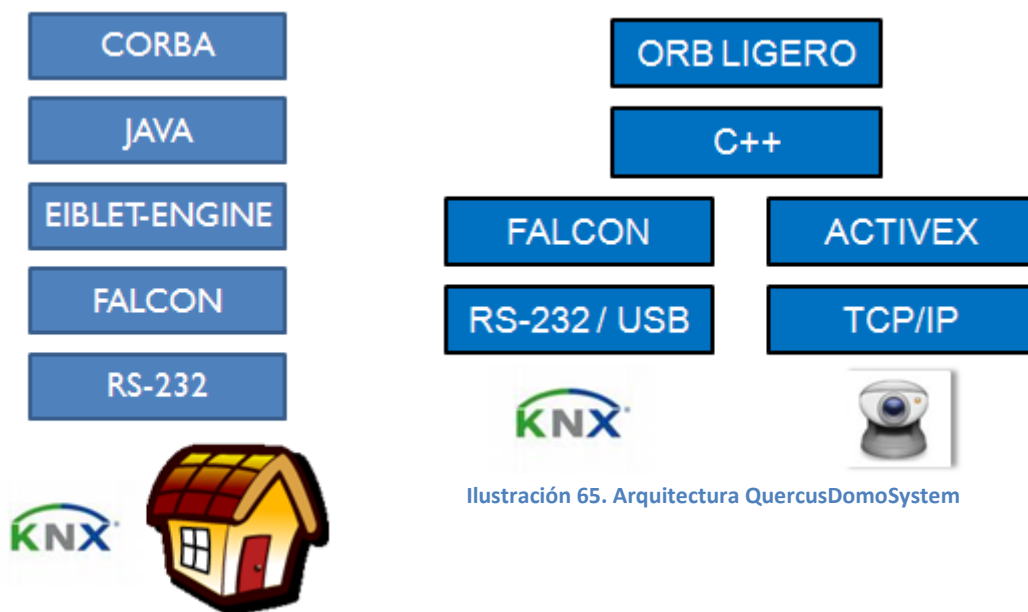 CORBA
JAVA
EIBLET-ENGINE
FALCON
RS-232
KNX
ORB LIGERO
C++
FALCON
ACTIVEX
RS-232 / USB
TCP/IP
KNX
Ilustración 65. Arquitectura QuercusDomoSystem